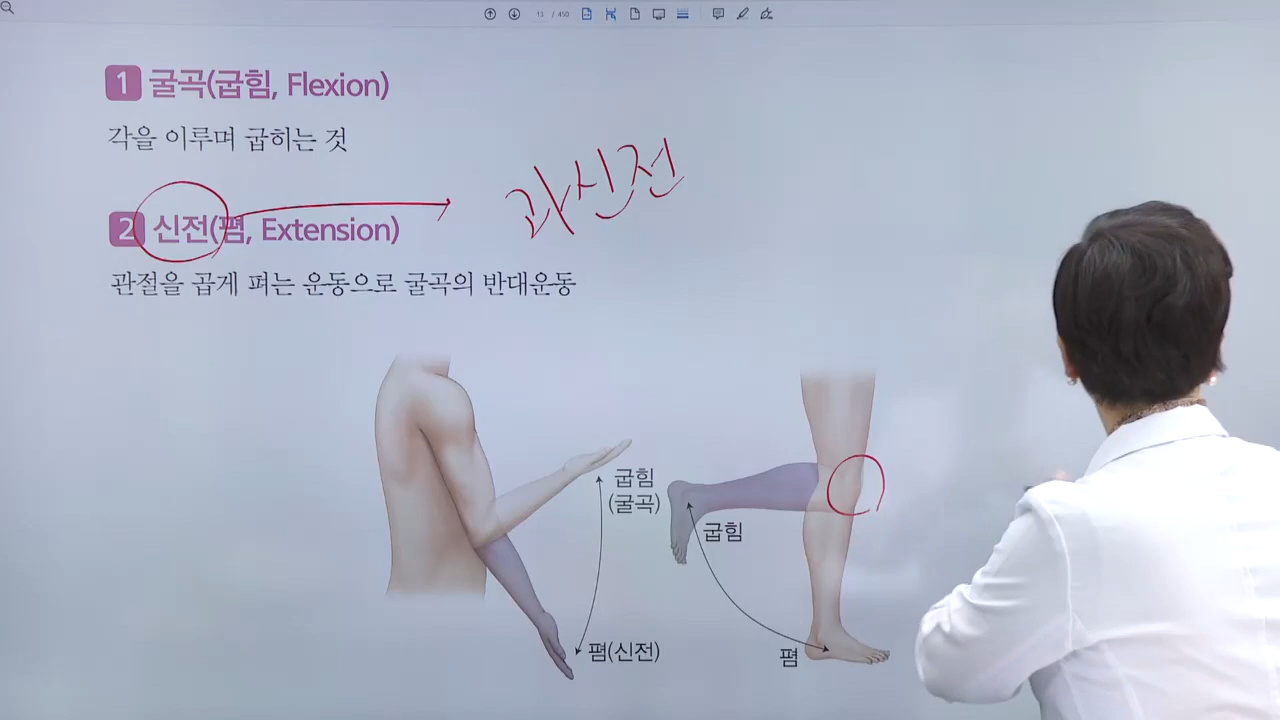 13 / 450
1 굴곡(굽힘, Flexion)
각을 이루며 굽히는 것
과신전
2 신전(폄, Extension)
관절을 곱게 펴는 운동으로 굴곡의 반대운동
굽힘
(굴곡)
굽힘
폄(신전)
폄